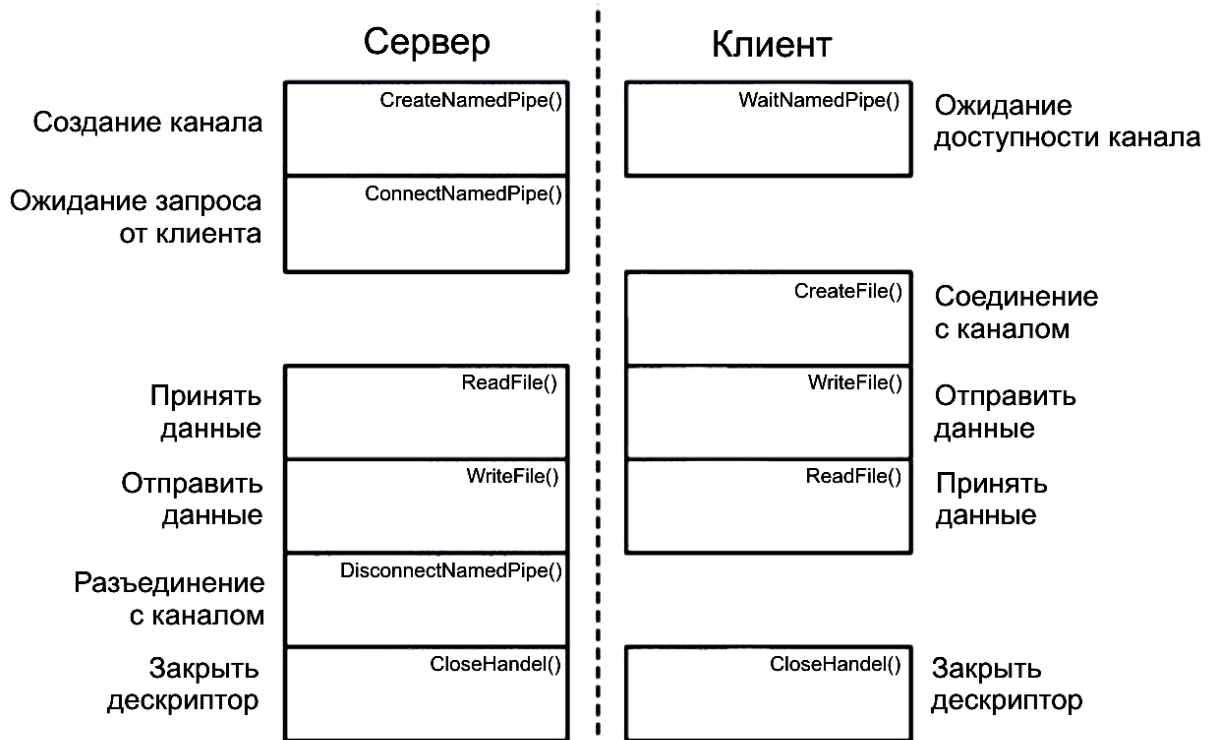 Сервер
Клиент
Создание канала
CreateNamedPipe()
WaitNamedPipe()
Ожидание
доступности канала
Ожидание запроса
от клиента
ConnectNamedPipe()
CreateFile()
Соединение
с каналом
Принять
данные
ReadFile()
WriteFile()
Отправить
данные
Отправить
данные
WriteFile()
ReadFile()
Принять
данные
Разъединение
с каналом
DisconnectNamedPipe()
Закрыть
дескриптор
CloseHandel()
CloseHandel()
Закрыть
дескриптор